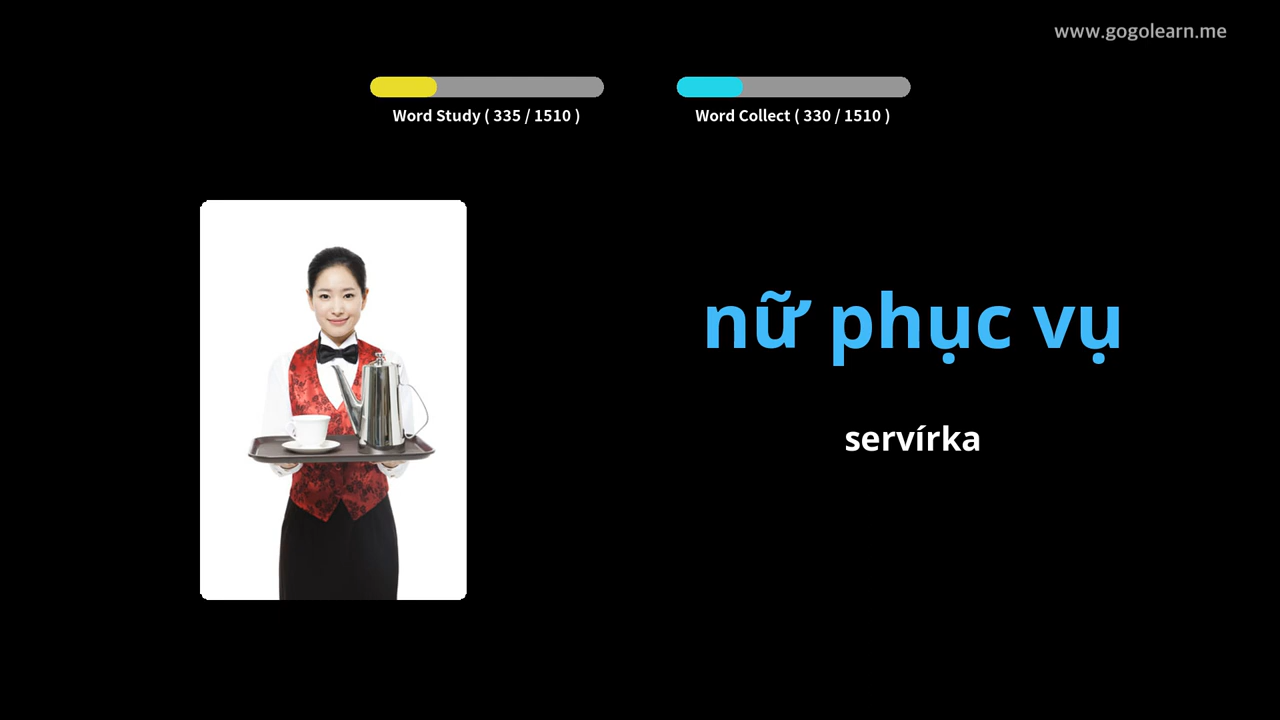 www.gogolearn.me
Word Study ( 335 / 1510 )
Word Collect ( 330 / 1510 )
nữ phục vụ
servírka